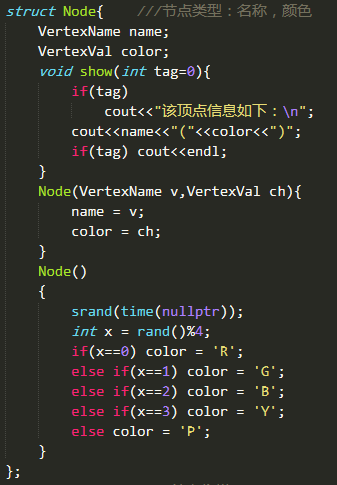 struct Node{    ///节点类型：名称，颜色
    VertexName name;
    VertexVal color;
    void show(int tag=0){
        if(tag)
            cout<<"该顶点信息如下：\n";
        cout<<name<<"("<<color<<")";
        if(tag) cout<<endl;
    }
    Node(VertexName v,VertexVal ch){
        name = v;
        color = ch;
    }
    Node()
    {
        srand(time(nullptr));
        int x = rand()%4;
        if(x==0) color = 'R';
        else if(x==1) color = 'G';
        else if(x==2) color = 'B';
        else if(x==3) color = 'Y';
        else color = 'P';
    }
};